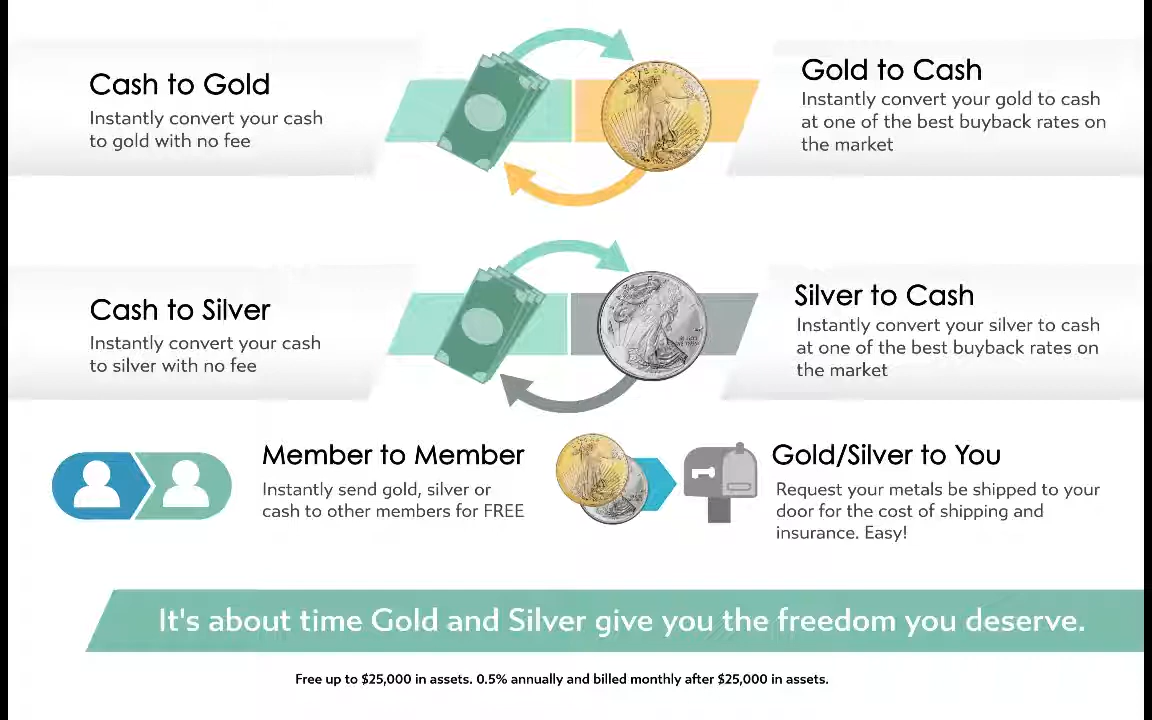 Cash to Gold
Instantly convert your cash
to gold with no fee
Gold to Cash
Instantly convert your gold to cash
at one of the best buyback rates on
the market
Cash to Silver
Instantly convert your cash
to silver with no fee
Silver to Cash
Instantly convert your silver to cash
at one of the best buyback rates on
the market
Member to Member
Instantly send gold, silver or
cash to other members for FREE
Gold/Silver to You
Request your metals be shipped to your
door for the cost of shipping and
insurance. Easy!
It's about time Gold and Silver give you the freedom you deserve.
Free up to $25,000 in assets. 0.5% annually and billed monthly after $25,000 in assets.